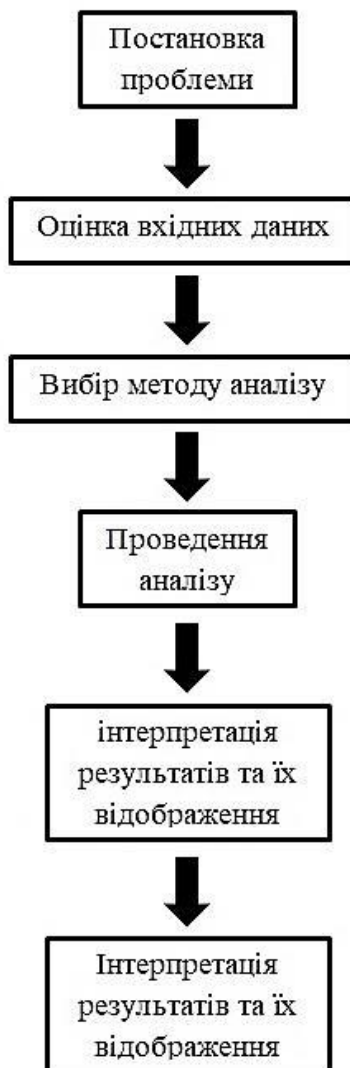 Постановка
проблеми
Оцінка вхідних даних
Вибір методу аналізу
Проведення
аналізу
інтерпретація
результатів та їх
відображення
Інтерпретація
результатів та їх
відображення